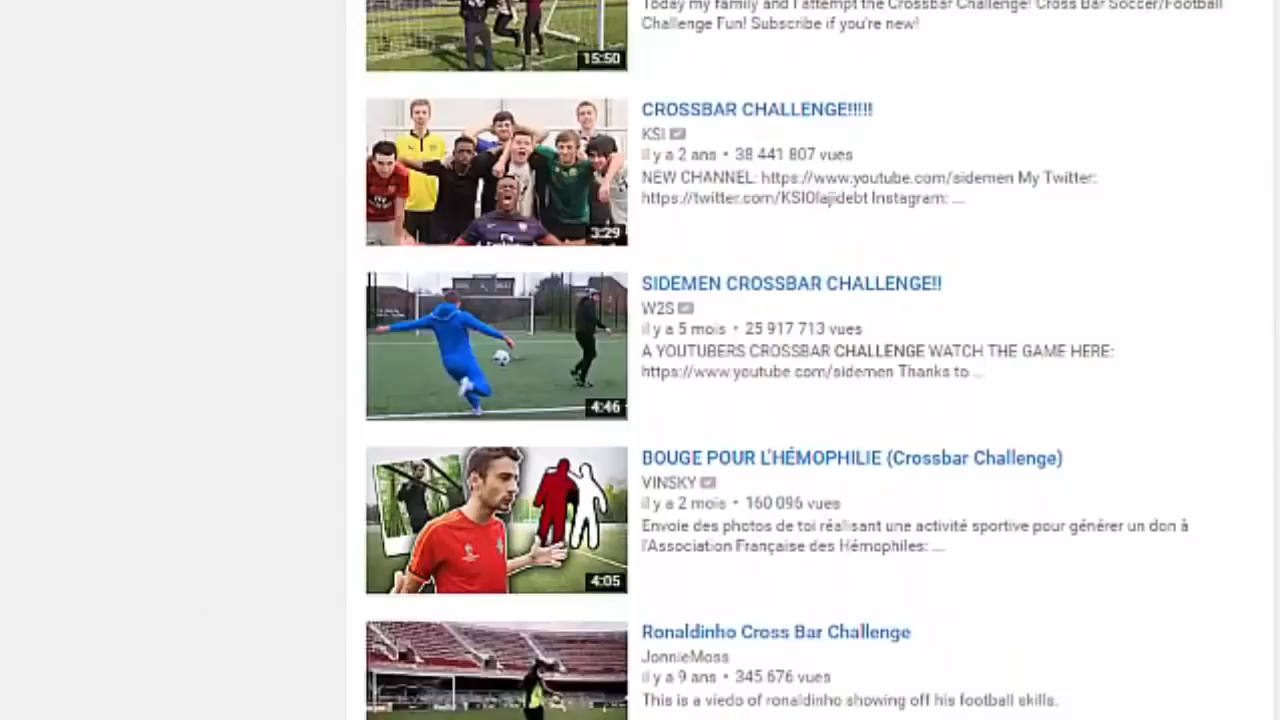 Today my family and I attempt the Crossbar Challenge! Cross Bar Soccer/Football
Challenge Fun! Subscribe if you're new!
15:50
CROSSBAR CHALLENGE!!!!!
KSI
il y a 2 ans • 38 441 807 vues
NEW CHANNEL: https://www.youtube.com/sidemen My Twitter:
https://twitter.com/KSIOlajidebt Instagram: ...
3:29
SIDEMEN CROSSBAR CHALLENGE!!
W2S
il y a 5 mois • 25 917 713 vues
A YOUTUBERS CROSSBAR CHALLENGE WATCH THE GAME HERE:
https://www.youtube.com/sidemen Thanks to ...
4:46
BOUGE POUR L'HÉMOPHILIE (Crossbar Challenge)
VINSKY
il y a 2 mois • 160 096 vues
Envoie des photos de toi réalisant une activité sportive pour générer un don à
l'Association Française des Hémophiles: ...
4:05
Ronaldinho Cross Bar Challenge
JonnieMoss
il y a 9 ans • 345 676 vues
This is a viedo of ronaldinho showing off his football skills.